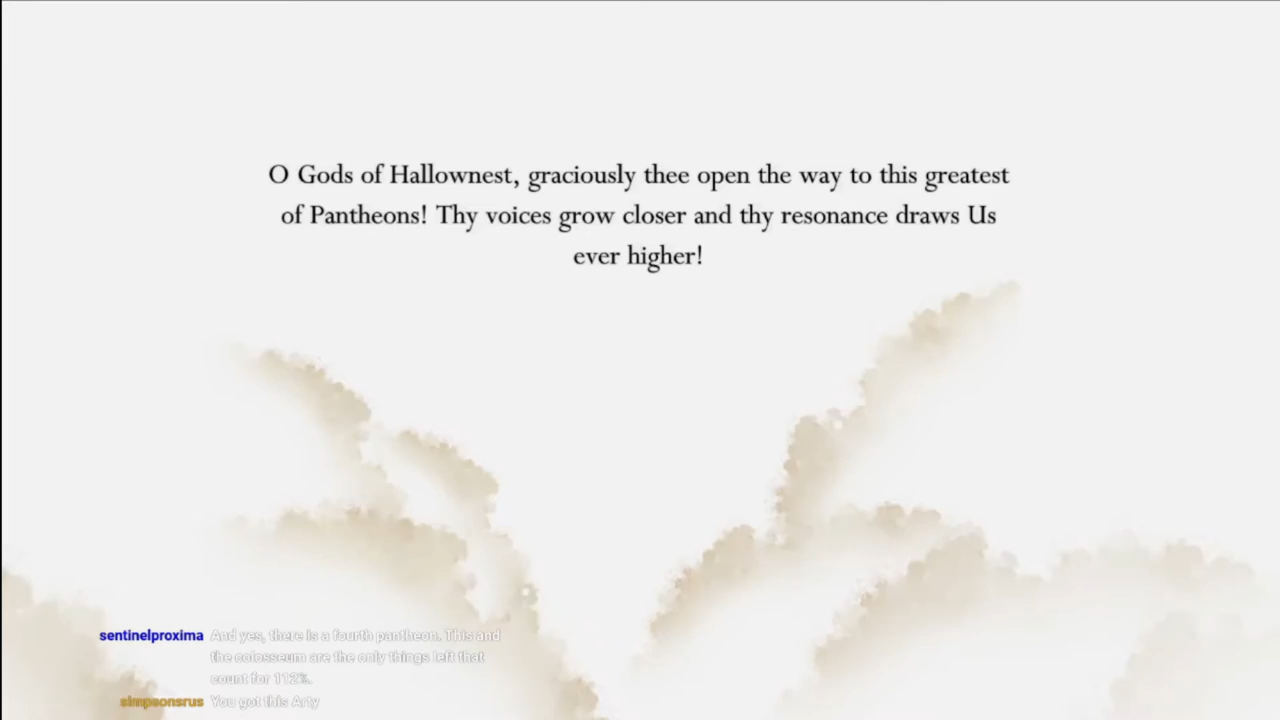 O Gods of Hallownest, graciously thee open the way to this greatest
of Pantheons! Thy voices grow closer and thy resonance draws Us
ever higher!
sentinelproxima And yes, there is a fourth pantheon. This and
the colosseum are the only things left that
count for 112%.
simpsonsrus You got this Arty